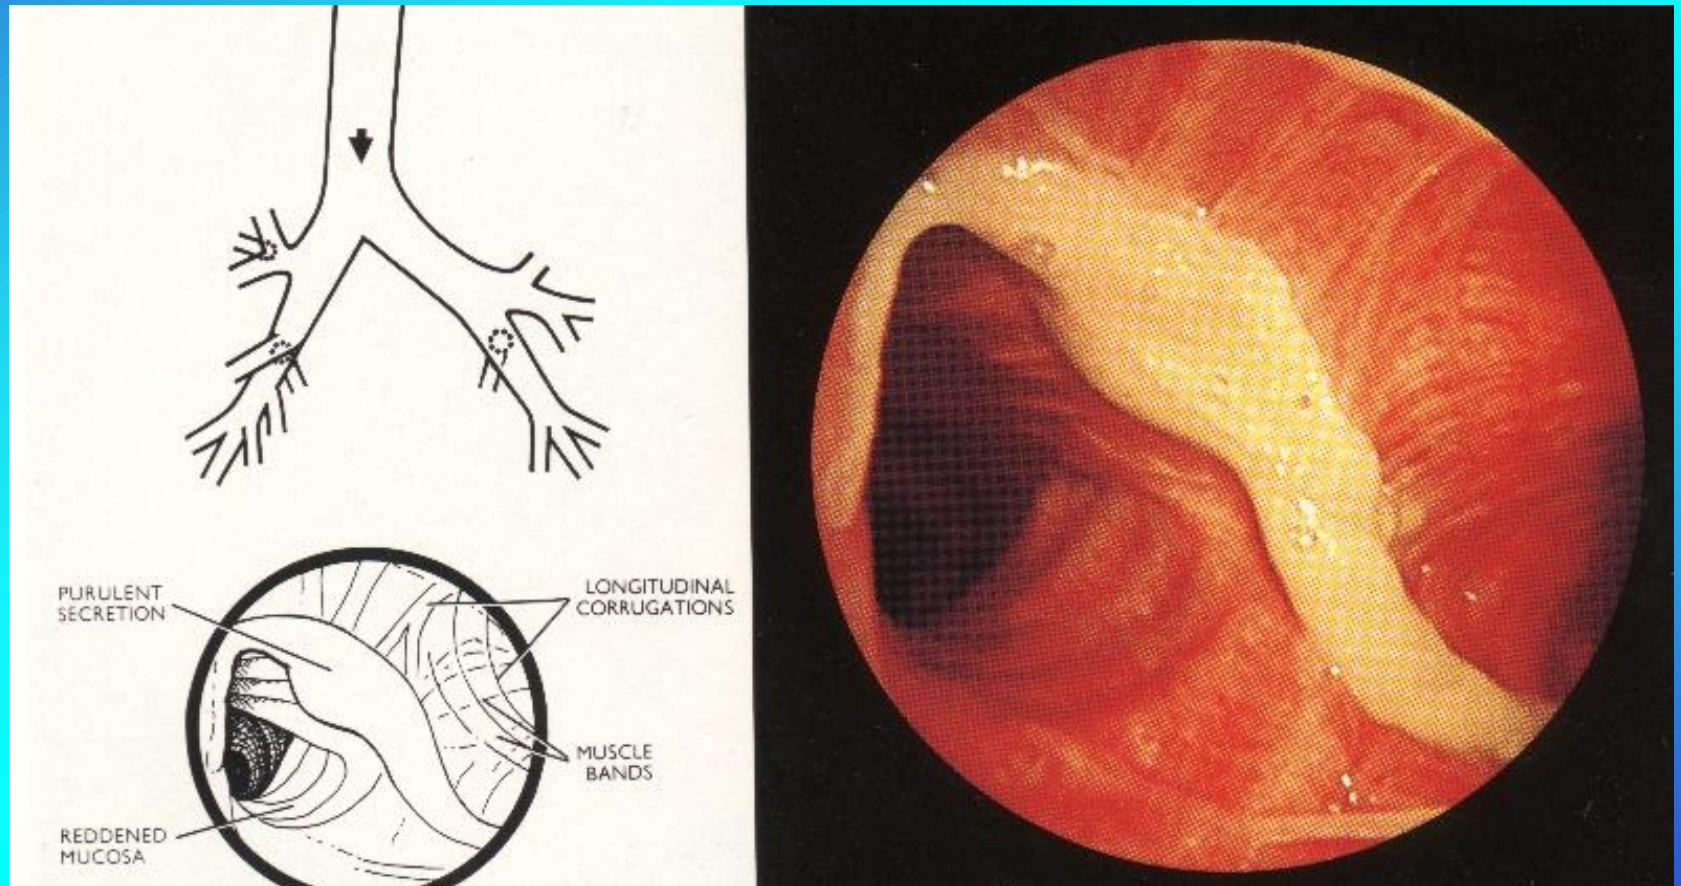 PURULENT
SECRETION
LONGITUDINAL
CORRUGATIONS
MUSCLE
BANDS
REDDENED
MUCOSA